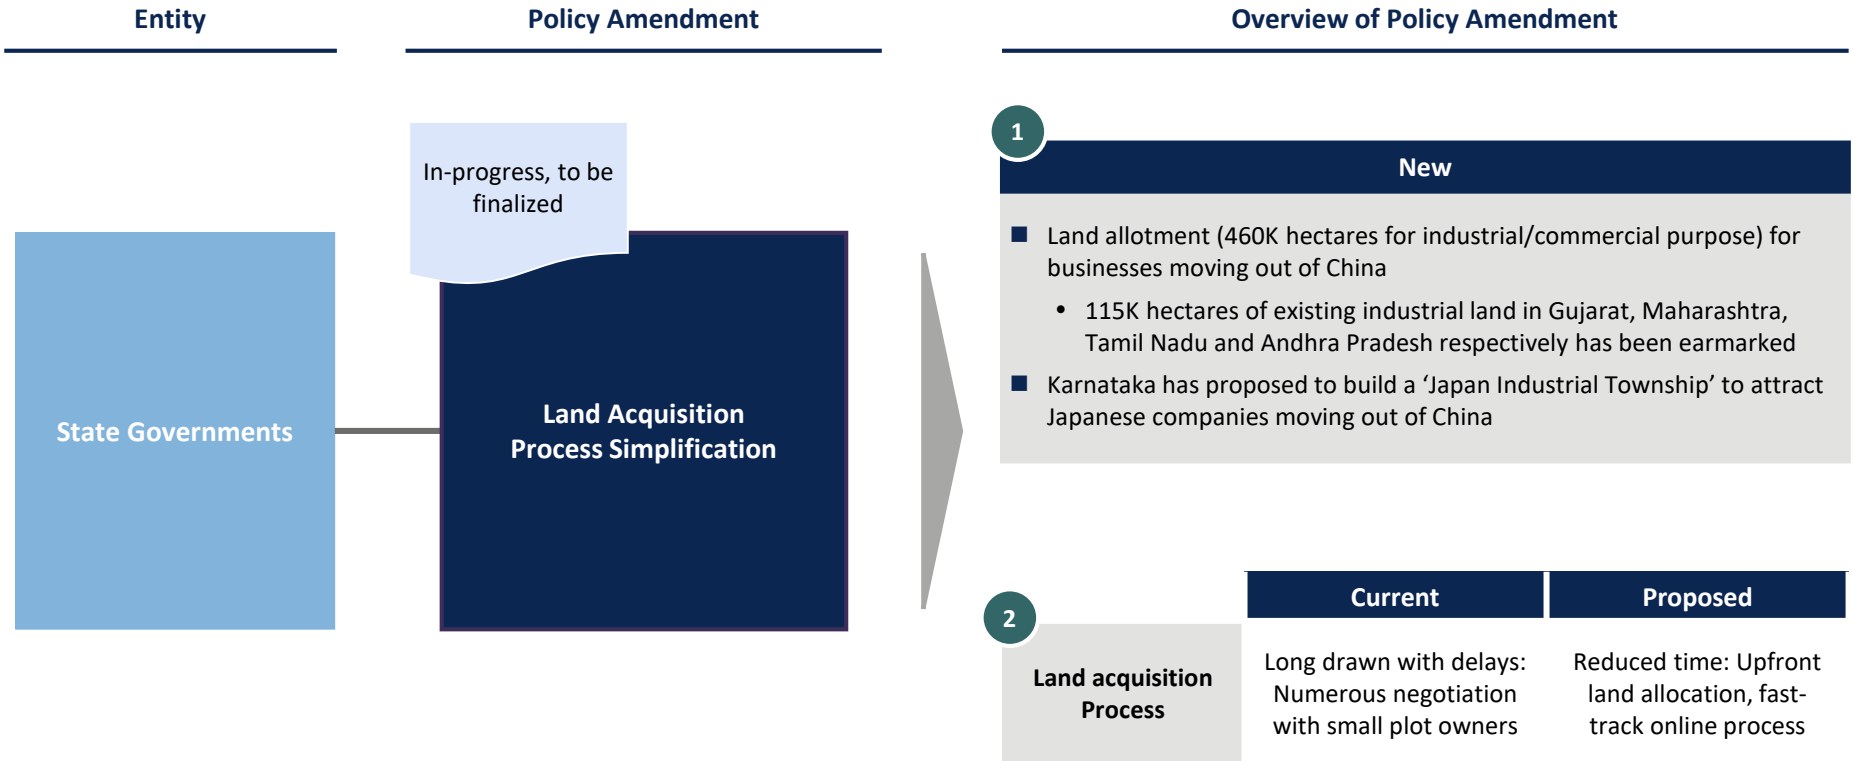 Entity
Policy Amendment
Overview of Policy Amendment
In-progress, to be
finalized
State Governments
Land Acquisition
Process Simplification
1
New
■ Land allotment (460K hectares for industrial/commercial purpose) for
businesses moving out of China
• 115K hectares of existing industrial land in Gujarat, Maharashtra,
Tamil Nadu and Andhra Pradesh respectively has been earmarked
■ Karnataka has proposed to build a ‘Japan Industrial Township’ to attract
Japanese companies moving out of China
2
Current
Proposed
Land acquisition
Process
Long drawn with delays:
Numerous negotiation
with small plot owners
Reduced time: Upfront
land allocation, fast-
track online process